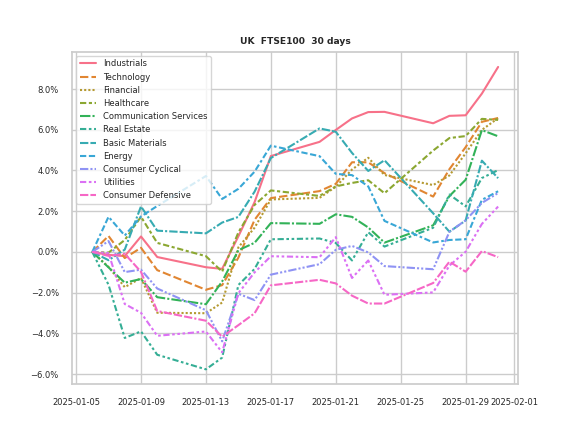 UK  FTSE100  30 days
Industrials
Technology
Financials
Healthcare
Communication Services
Real Estate
Basic Materials
Energy
Consumer Cyclical
Utilities
Consumer Defensive
8.0%
6.0%
4.0%
2.0%
0.0%
−2.0%
−4.0%
−6.0%
2025-01-05 2025-01-09 2025-01-13 2025-01-17 2025-01-21 2025-01-25 2025-01-29 2025-02-01